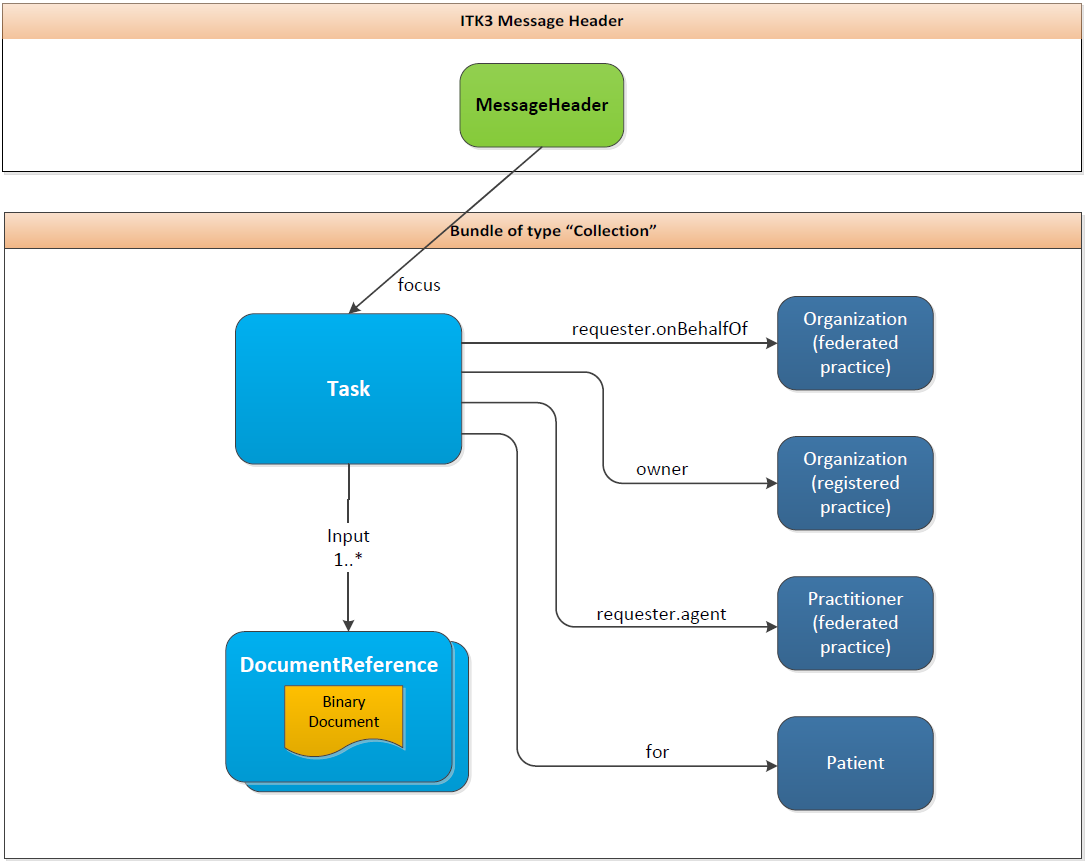 ITK3 Message Header
MessageHeader
Bundle of type “Collection”
focus
Task
requester.onBehalfOf
Organization
(federated
practice)
owner
Organization
(registered
practice)
Input
1..*
requester.agent
Practitioner
(federated
practice)
DocumentReference
Binary
Document
for
Patient